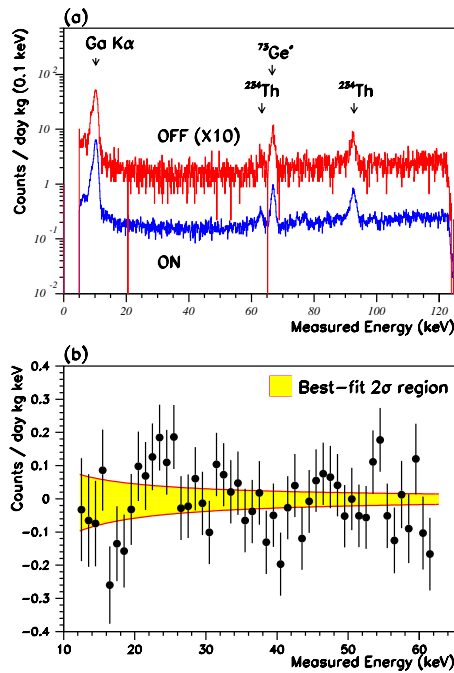 (a)
Ga Kα
⁷³Ge*
²³⁴Th
²³⁴Th
OFF (X10)
ON
Counts / day kg (0.1 keV)
10²
10
1
10⁻¹
10⁻²
0 20 40 60 80 100 120
Measured Energy (keV)
(b)
Best-fit 2σ region
Counts / day kg keV
0.4
0.3
0.2
0.1
0
-0.1
-0.2
-0.3
-0.4
10 20 30 40 50 60
Measured Energy (keV)